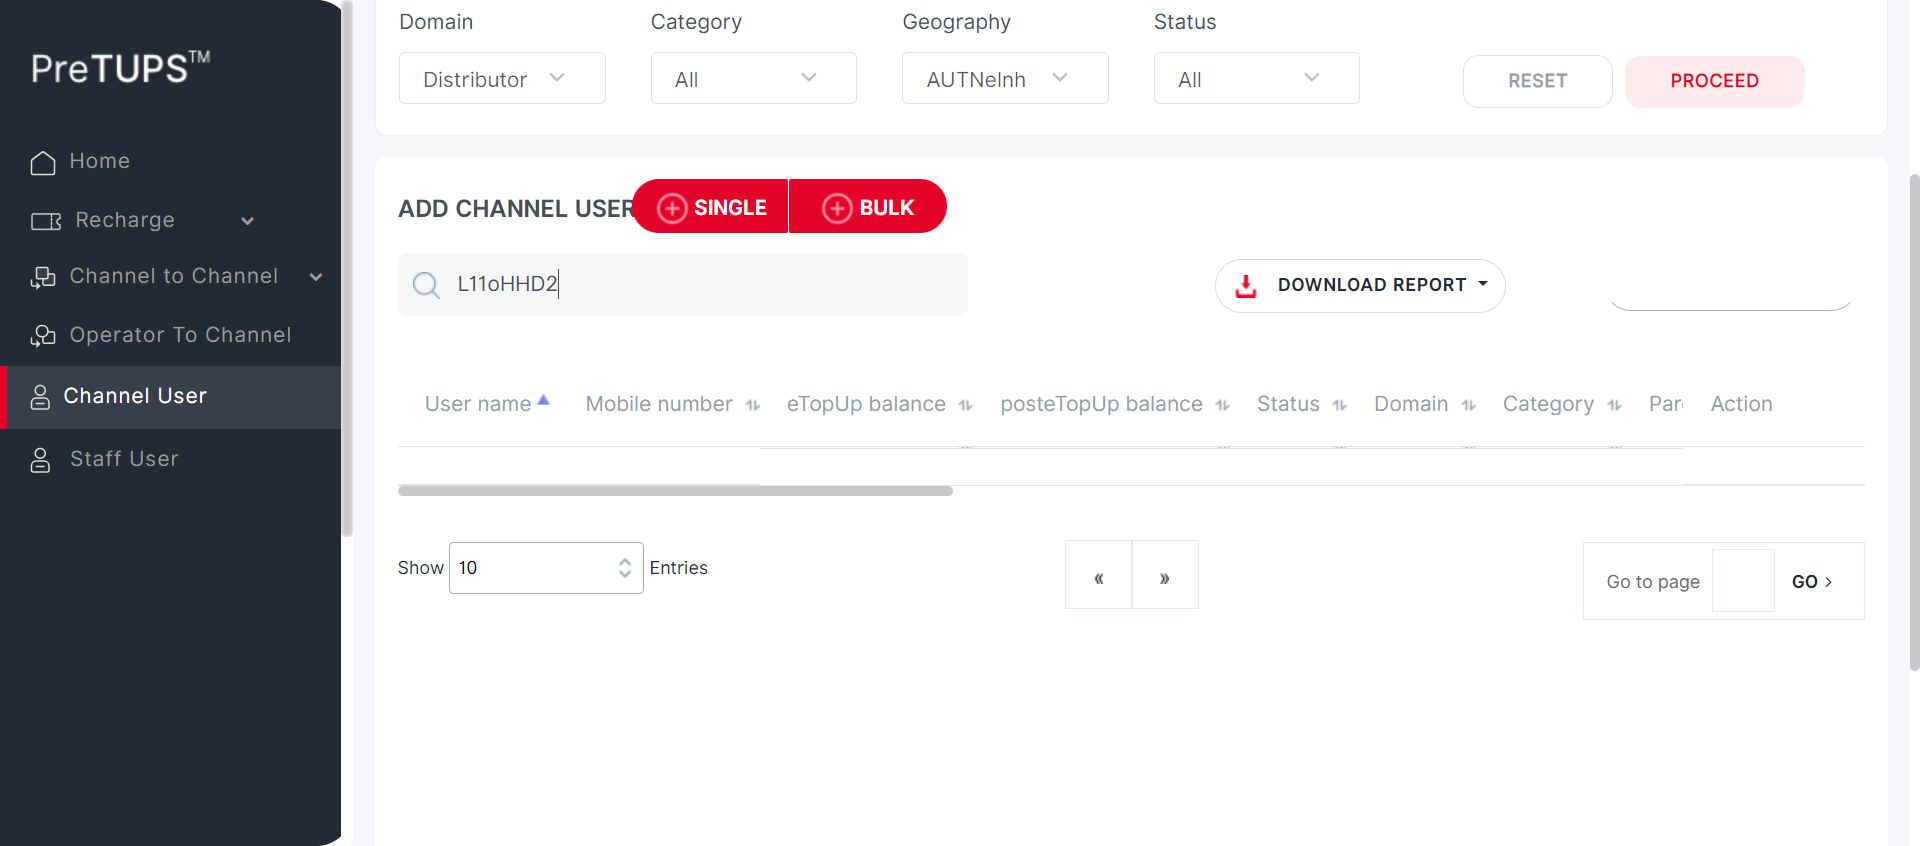 PreTUPS™
Home
Recharge
Channel to Channel
Operator To Channel
Channel User
Staff User
Domain Category Geography Status
Distributor All AUTNeInh All RESET PROCEED
ADD CHANNEL USER SINGLE BULK
L11oHHD2 DOWNLOAD REPORT
User name Mobile number eTopUp balance posteTopUp balance Status Domain Category Par Action
Show 10 Entries « » Go to page GO ›